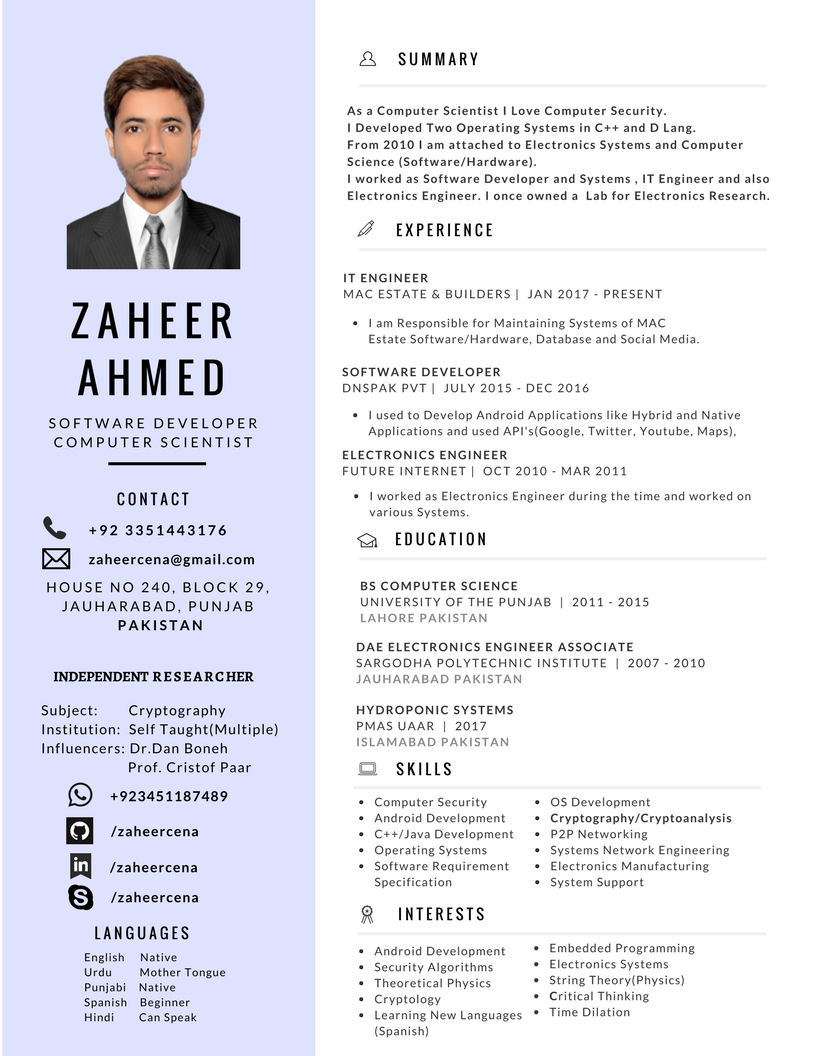 ZAHEER
AHMED
SOFTWARE DEVELOPER
COMPUTER SCIENTIST
CONTACT
+92 3351443176
zaheercena@gmail.com
HOUSE NO 240, BLOCK 29,
JAUHARABAD, PUNJAB
PAKISTAN
INDEPENDENT RESEARCHER
Subject: Cryptography
Institution: Self Taught(Multiple)
Influencers: Dr.Dan Boneh
Prof. Cristof Paar
+923451187489
/zaheercena
in /zaheercena
S /zaheercena
LANGUAGES
English Native
Urdu Mother Tongue
Punjabi Native
Spanish Beginner
Hindi Can Speak
SUMMARY
As a Computer Scientist I Love Computer Security.
I Developed Two Operating Systems in C++ and D Lang.
From 2010 I am attached to Electronics Systems and Computer
Science (Software/Hardware).
I worked as Software Developer and Systems , IT Engineer and also
Electronics Engineer. I once owned a Lab for Electronics Research.
EXPERIENCE
IT ENGINEER
MAC ESTATE & BUILDERS | JAN 2017 - PRESENT
• I am Responsible for Maintaining Systems of MAC
Estate Software/Hardware, Database and Social Media.
SOFTWARE DEVELOPER
DNSPAK PVT | JULY 2015 - DEC 2016
• I used to Develop Android Applications like Hybrid and Native
Applications and used API's(Google, Twitter, Youtube, Maps),
ELECTRONICS ENGINEER
FUTURE INTERNET | OCT 2010 - MAR 2011
• I worked as Electronics Engineer during the time and worked on
various Systems.
EDUCATION
BS COMPUTER SCIENCE
UNIVERSITY OF THE PUNJAB | 2011 - 2015
LAHORE PAKISTAN
DAE ELECTRONICS ENGINEER ASSOCIATE
SARGODHA POLYTECHNIC INSTITUTE | 2007 - 2010
JAUHARABAD PAKISTAN
HYDROPONIC SYSTEMS
PMAS UAAR | 2017
ISLAMABAD PAKISTAN
SKILLS
• Computer Security
• Android Development
• C++/Java Development
• Operating Systems
• Software Requirement
Specification
• OS Development
• Cryptography/Cryptoanalysis
• P2P Networking
• Systems Network Engineering
• Electronics Manufacturing
• System Support
INTERESTS
• Android Development
• Security Algorithms
• Theoretical Physics
• Cryptology
• Learning New Languages
(Spanish)
• Embedded Programming
• Electronics Systems
• String Theory(Physics)
• Critical Thinking
• Time Dilation